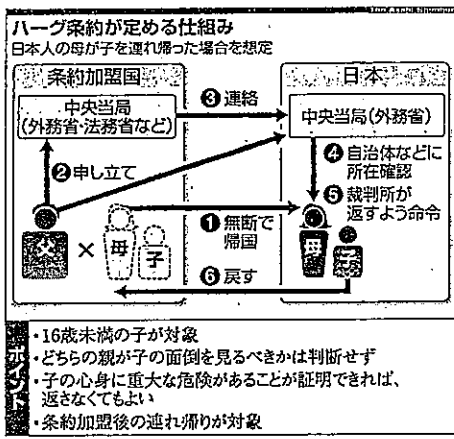 ハーグ条約が定める仕組み
日本人の母が子を連れ帰った場合を想定
条約加盟国
日本
中央当局
(外務省・法務省など)
❸連絡
中央当局(外務省)
❷申し立て
❹自治体などに
所在確認
❺裁判所が
返すよう命令
父
×
母
子
❶無断で
帰国
母
子
❻戻す
ポイント
・16歳未満の子が対象
・どちらの親が子の面倒を見るべきかは判断せず
・子の心身に重大な危険があることが証明できれば、
返さなくてもよい
・条約加盟後の連れ帰りが対象